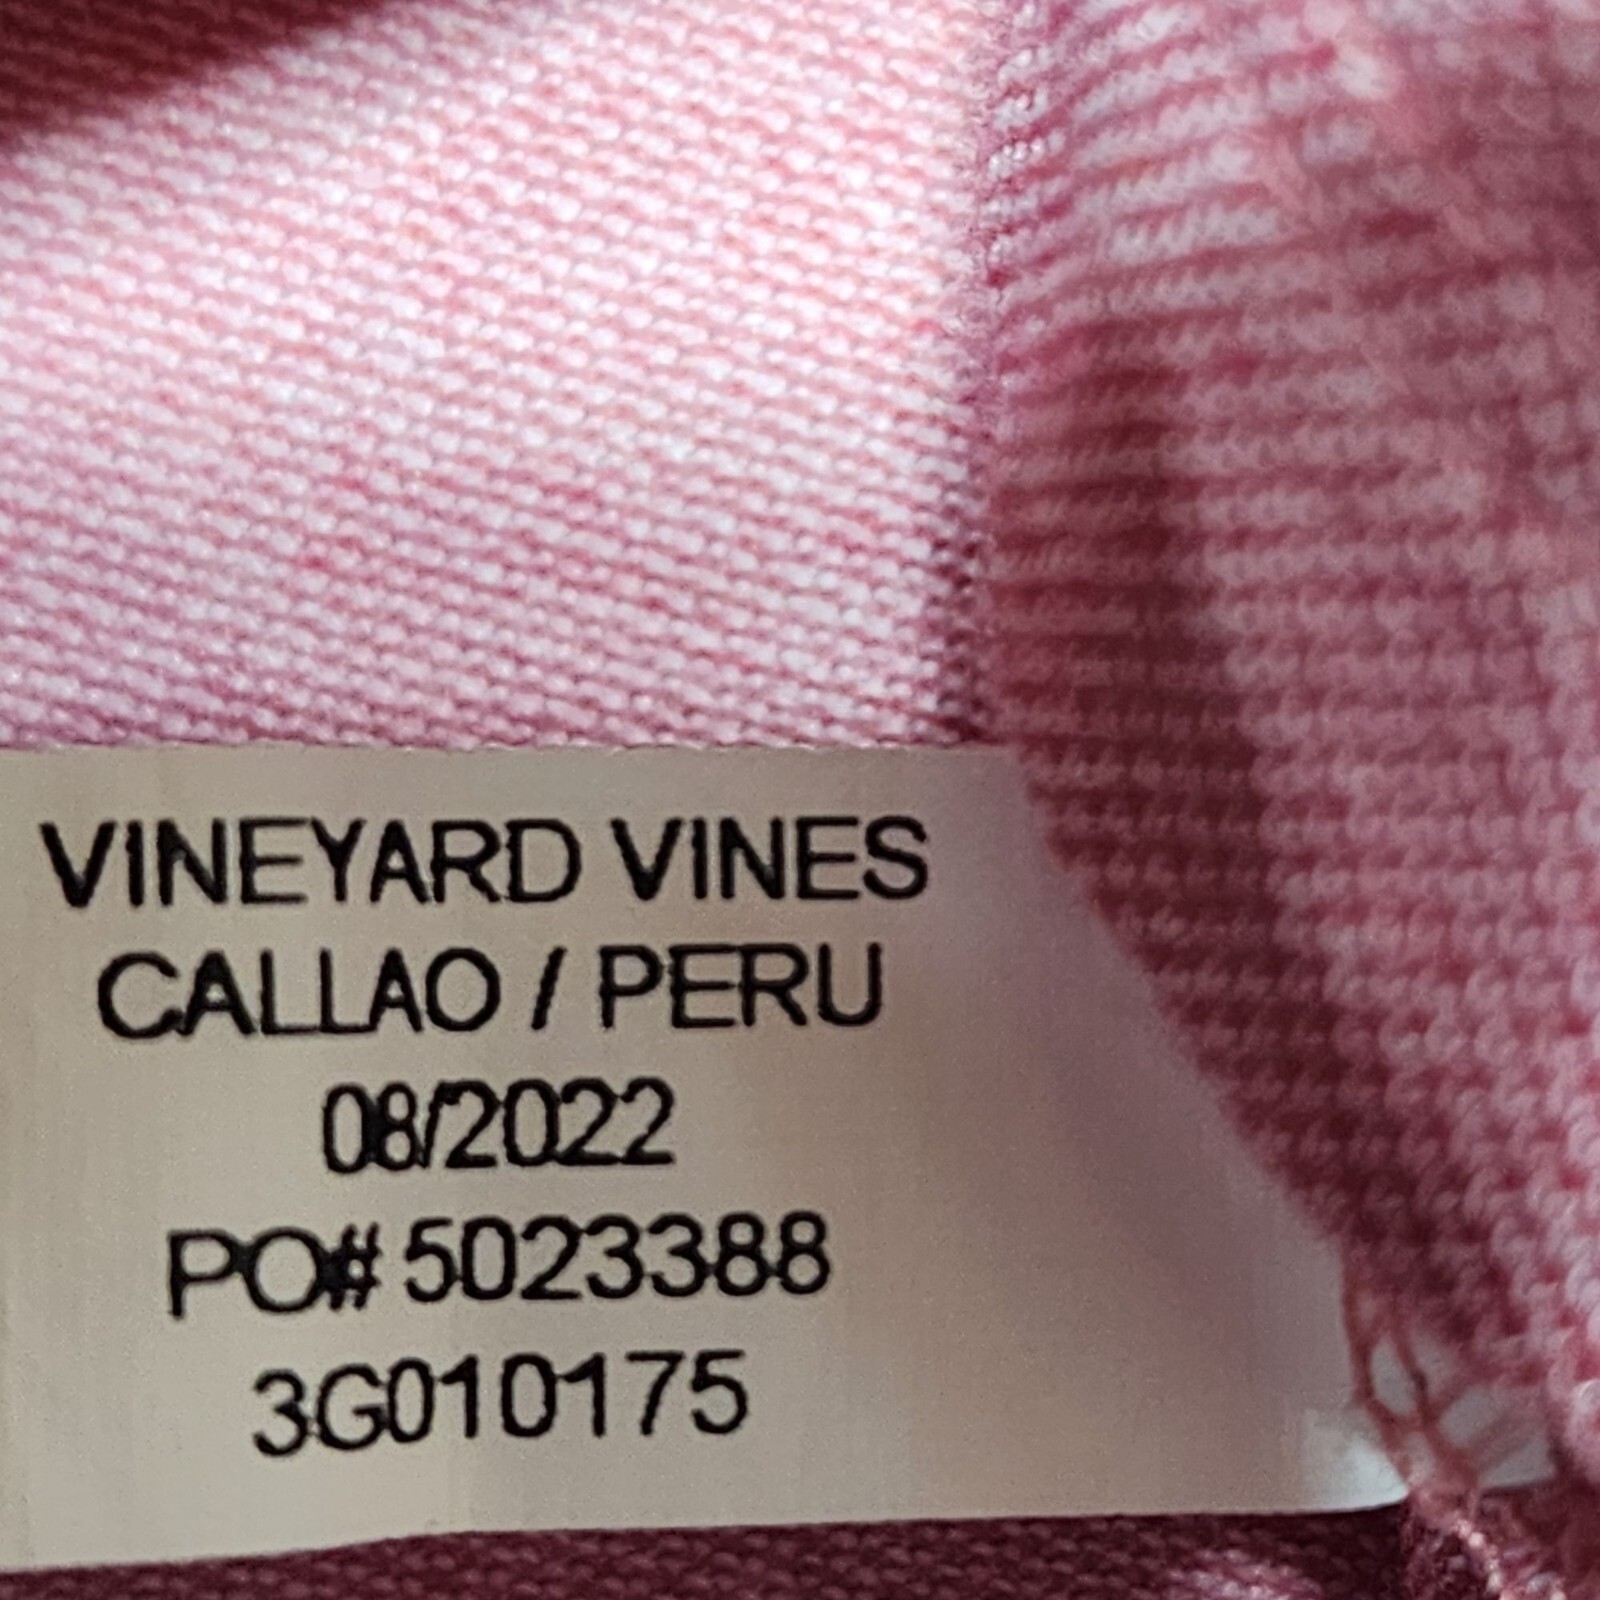 VINEYARD VINES
CALLAO / PERU
08/2022
PO# 5023388
3G010175